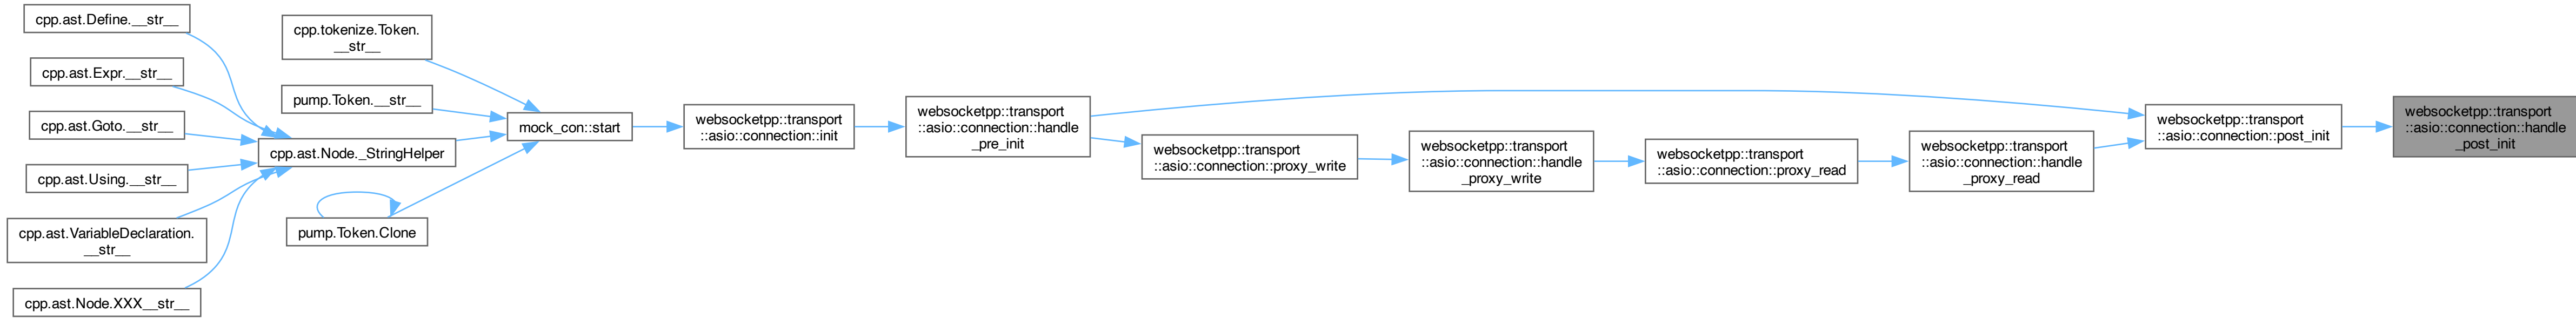 cpp.ast.Define.__str__
cpp.ast.Expr.__str__
cpp.ast.Goto.__str__
cpp.ast.Using.__str__
cpp.ast.VariableDeclaration.
__str__
cpp.ast.Node.XXX__str__
cpp.tokenize.Token.
__str__
pump.Token.__str__
cpp.ast.Node._StringHelper
pump.Token.Clone
mock_con::start
websocketpp::transport
::asio::connection::init
websocketpp::transport
::asio::connection::handle
_pre_init
websocketpp::transport
::asio::connection::proxy_write
websocketpp::transport
::asio::connection::handle
_proxy_write
websocketpp::transport
::asio::connection::proxy_read
websocketpp::transport
::asio::connection::handle
_proxy_read
websocketpp::transport
::asio::connection::post_init
websocketpp::transport
::asio::connection::handle
_post_init